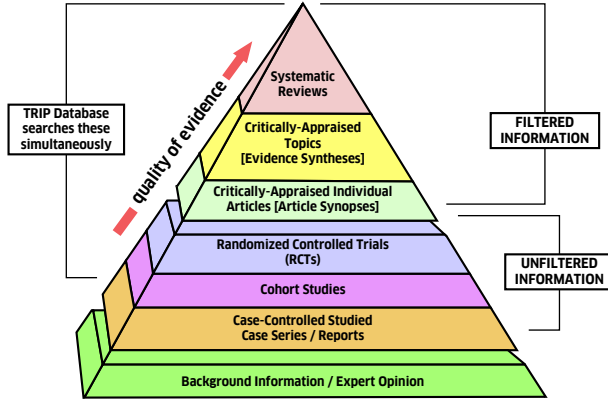 Systematic
Reviews
TRIP Database
searches these
simultaneously
quality of evidence
Critically-Appraised
Topics
[Evidence Syntheses]
FILTERED
INFORMATION
Critically-Appraised Individual
Articles [Article Synopses]
Randomized Controlled Trials
(RCTs)
UNFILTERED
INFORMATION
Cohort Studies
Case-Controlled Studied
Case Series / Reports
Background Information / Expert Opinion